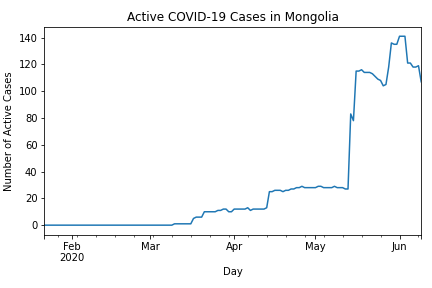 Active COVID-19 Cases in Mongolia
Number of Active Cases
140
120
100
80
60
40
20
0
Feb Mar Apr May Jun
2020
Day